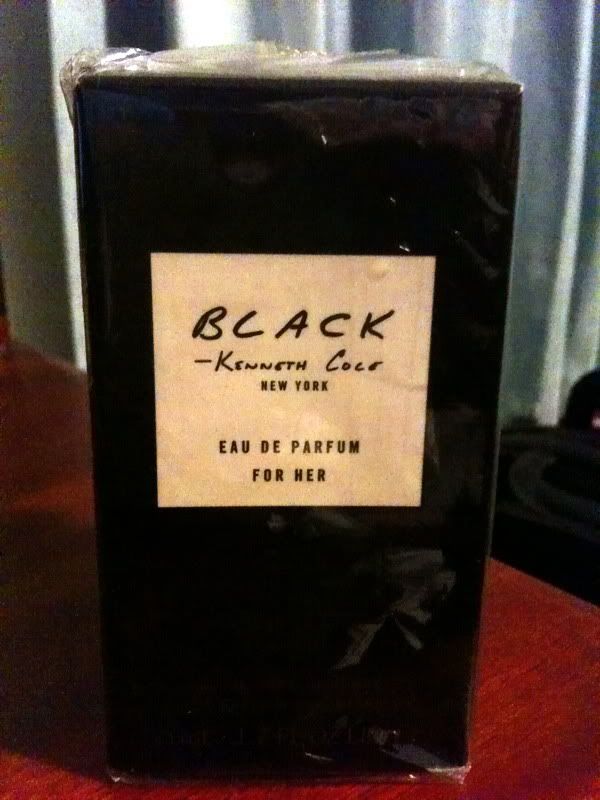 BLACK
—KENNETH COLE
NEW YORK
EAU DE PARFUM
FOR HER